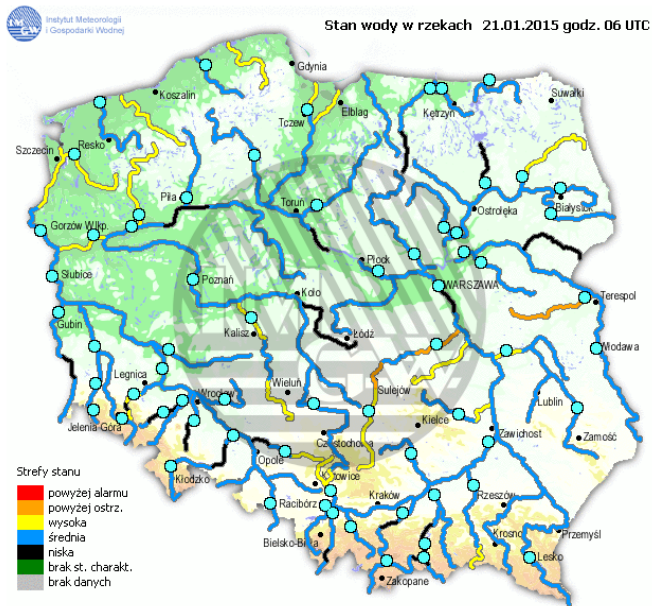 Instytut Meteorologii
i Gospodarki Wodnej
Stan wody w rzekach 21.01.2015 godz. 06 UTC
Gdynia
Koszalin
Suwałki
Elbląg
Kętrzyn
Tczew
Resko
Szczecin
Piła
Toruń
Ostrołęka
Białystok
Gorzów Wlkp.
Płock
Słubice
Poznań
WARSZAWA
Koło
Terespol
Gubin
Kalisz
Łódź
Włodawa
Legnica
Wieluń
Sulejów
Wrocław
Lublin
Jelenia Góra
Kielce
Zawichost
Zamość
Częstochowa
Opole
Strefy stanu
Kłodzko
Katowice
powyżej alarmu
Racibórz
Kraków
Rzeszów
powyżej ostrz.
wysoka
średnia
Bielsko-Biała
Krosno
Przemyśl
niska
Lesko
brak st. charakt.
Zakopane
brak danych